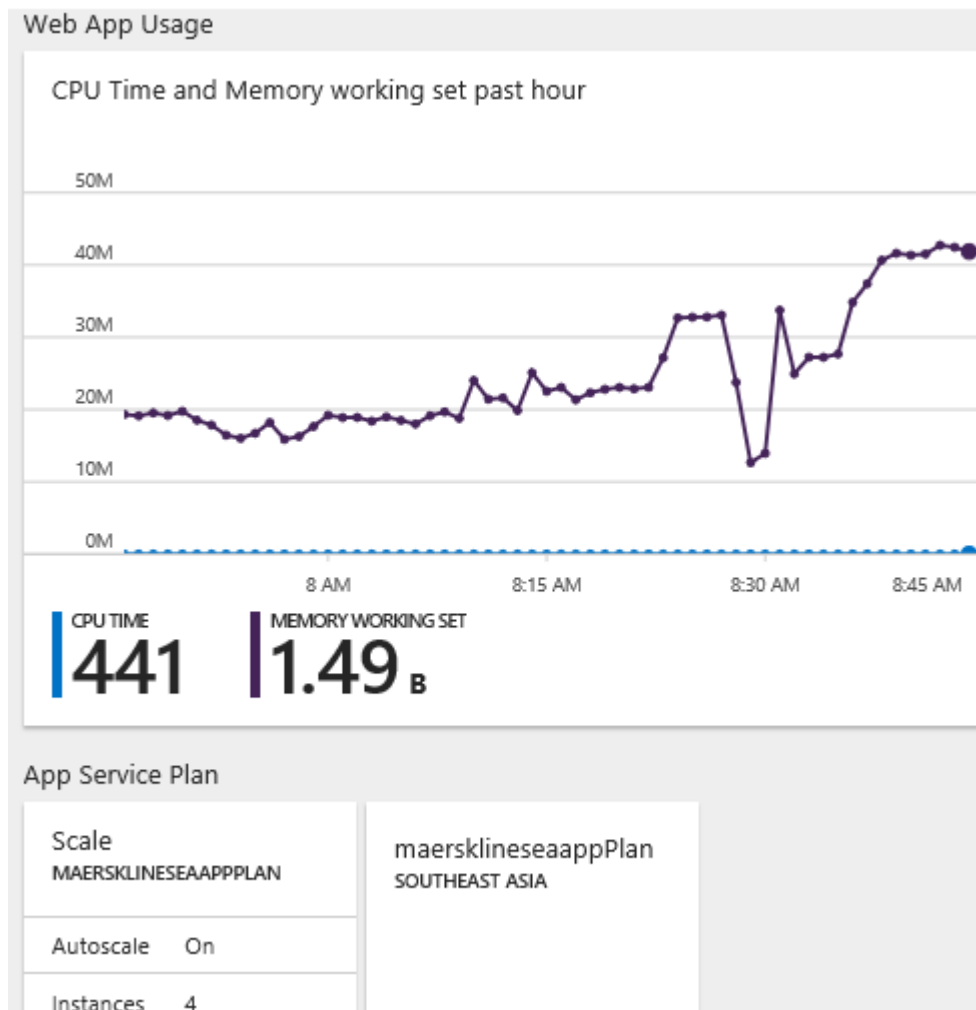 Web App Usage
CPU Time and Memory working set past hour
50M
40M
30M
20M
10M
0M
8 AM 8:15 AM 8:30 AM 8:45 AM
CPU TIME MEMORY WORKING SET
441 1.49 B
App Service Plan
Scale
MAERSKLINESEAAPPPLAN
maersklineseaappPlan
SOUTHEAST ASIA
Autoscale On
Instances 4